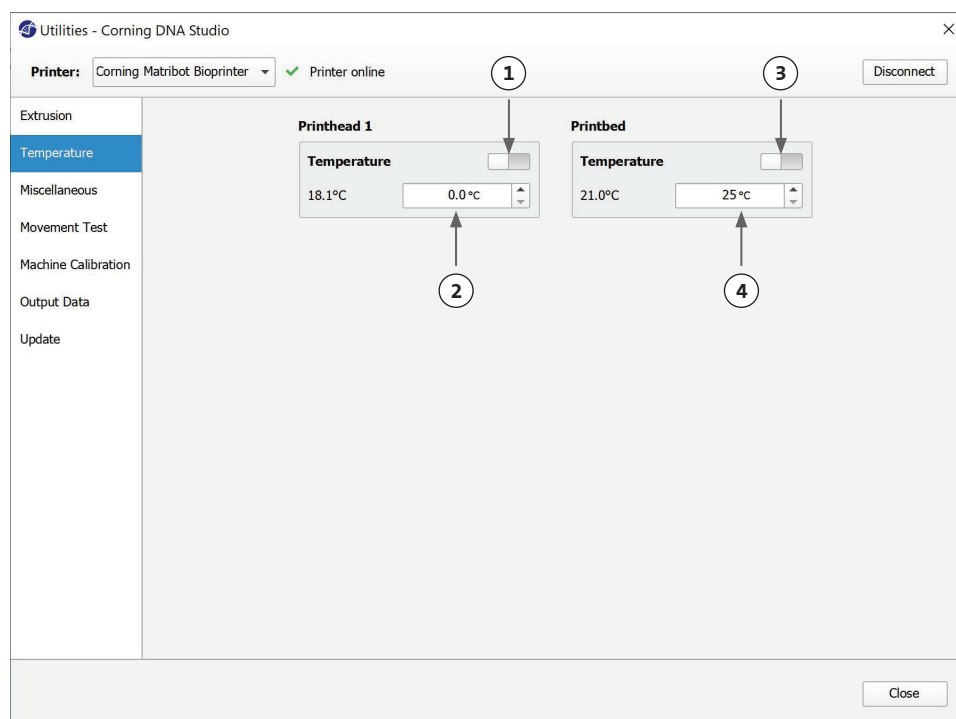 Utilities - Corning DNA Studio
Printer: Corning Matribot Bioprinter Printer online Disconnect
1 3
Extrusion
Temperature
Miscellaneous
Movement Test
Machine Calibration
Output Data
Update
Printhead 1
Temperature
18.1°C 0.0 °C
2
Printbed
Temperature
21.0°C 25 °C
4
Close